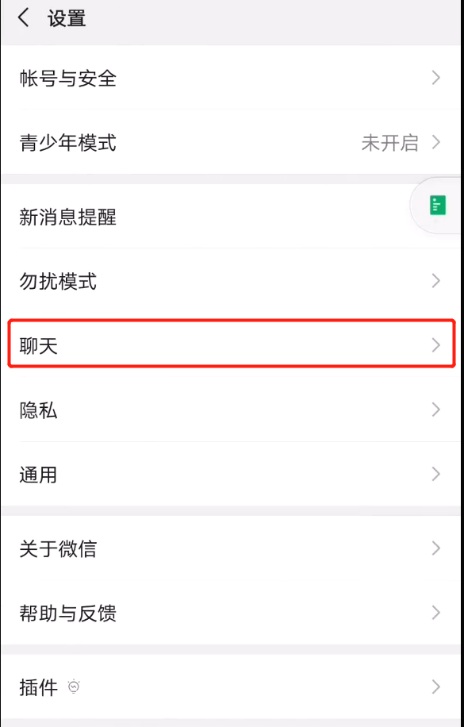 设置
帐号与安全
青少年模式 未开启
新消息提醒
勿扰模式
聊天
隐私
通用
关于微信
帮助与反馈
插件